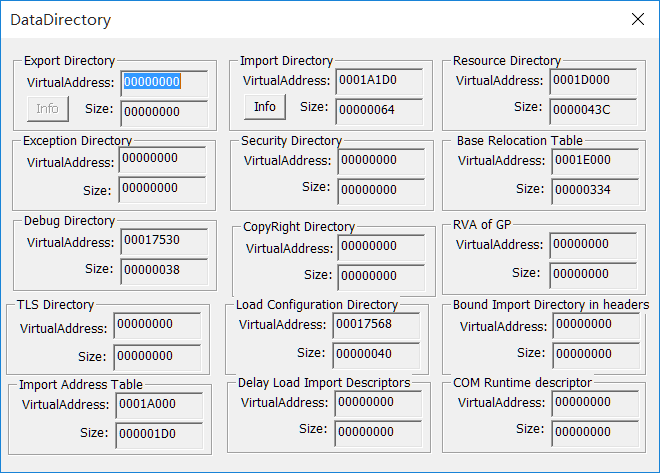 DataDirectory
Export Directory
VirtualAddress: 00000000
Info Size: 00000000
Import Directory
VirtualAddress: 0001A1D0
Info Size: 00000064
Resource Directory
VirtualAddress: 0001D000
Size: 0000043C
Exception Directory
VirtualAddress: 00000000
Size: 00000000
Security Directory
VirtualAddress: 00000000
Size: 00000000
Base Relocation Table
VirtualAddress: 0001E000
Size: 00000334
Debug Directory
VirtualAddress: 00017530
Size: 00000038
CopyRight Directory
VirtualAddress: 00000000
Size: 00000000
RVA of GP
VirtualAddress: 00000000
Size: 00000000
TLS Directory
VirtualAddress: 00000000
Size: 00000000
Load Configuration Directory
VirtualAddress: 00017568
Size: 00000040
Bound Import Directory in headers
VirtualAddress: 00000000
Size: 00000000
Import Address Table
VirtualAddress: 0001A000
Size: 000001D0
Delay Load Import Descriptors
VirtualAddress: 00000000
Size: 00000000
COM Runtime descriptor
VirtualAddress: 00000000
Size: 00000000